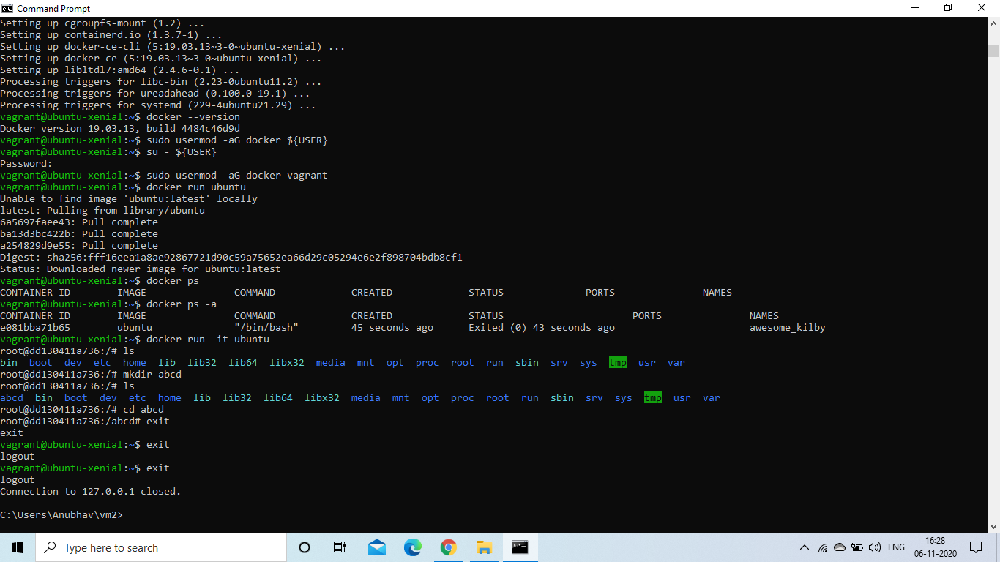 Command Prompt
Setting up cgroupfs-mount (1.2) ...
Setting up containerd.io (1.3.7-1) ...
Setting up docker-ce-cli (5:19.03.13~3-0~ubuntu-xenial) ...
Setting up docker-ce (5:19.03.13~3-0~ubuntu-xenial) ...
Setting up libltdl7:amd64 (2.4.6-0.1) ...
Processing triggers for libc-bin (2.23-0ubuntu11.2) ...
Processing triggers for ureadahead (0.100.0-19.1) ...
Processing triggers for systemd (229-4ubuntu21.29) ...
vagrant@ubuntu-xenial:~$ docker --version
Docker version 19.03.13, build 4484c46d9d
vagrant@ubuntu-xenial:~$ sudo usermod -aG docker ${USER}
vagrant@ubuntu-xenial:~$ su - ${USER}
Password:
vagrant@ubuntu-xenial:~$ sudo usermod -aG docker vagrant
vagrant@ubuntu-xenial:~$ docker run ubuntu
Unable to find image 'ubuntu:latest' locally
latest: Pulling from library/ubuntu
6a5697faee43: Pull complete
ba13d3bc422b: Pull complete
a254829d9e55: Pull complete
Digest: sha256:fff16eea1a8ae92867721d90c59a75652ea66d29c05294e6e2f898704bdb8cf1
Status: Downloaded newer image for ubuntu:latest
vagrant@ubuntu-xenial:~$ docker ps
CONTAINER ID        IMAGE               COMMAND             CREATED             STATUS              PORTS               NAMES
vagrant@ubuntu-xenial:~$ docker ps -a
CONTAINER ID        IMAGE               COMMAND             CREATED             STATUS                      PORTS               NAMES
e081bba71b65        ubuntu              "/bin/bash"         45 seconds ago      Exited (0) 43 seconds ago                       awesome_kilby
vagrant@ubuntu-xenial:~$ docker run -it ubuntu
root@dd130411a736:/# ls
bin  boot  dev  etc  home  lib  lib32  lib64  libx32  media  mnt  opt  proc  root  run  sbin  srv  sys  tmp  usr  var
root@dd130411a736:/# mkdir abcd
root@dd130411a736:/# ls
abcd  bin  boot  dev  etc  home  lib  lib32  lib64  libx32  media  mnt  opt  proc  root  run  sbin  srv  sys  tmp  usr  var
root@dd130411a736:/# cd abcd
root@dd130411a736:/abcd# exit
exit
vagrant@ubuntu-xenial:~$ exit
logout
vagrant@ubuntu-xenial:~$ exit
logout
Connection to 127.0.0.1 closed.
C:\Users\Anubhav\vm2>
Type here to search
ENG
16:28
06-11-2020